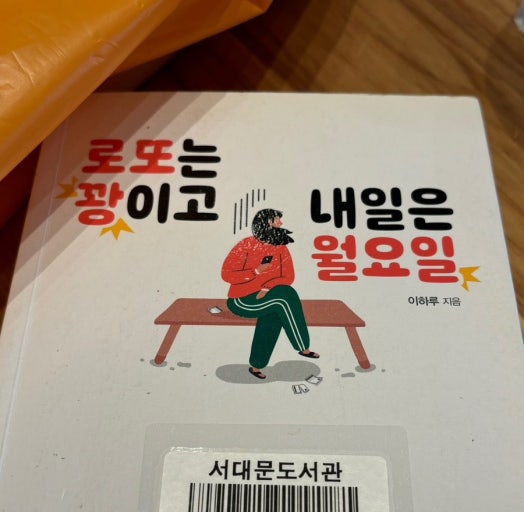 로또는
꽝이고
내일은
월요일
이하루 지음
서대문도서관